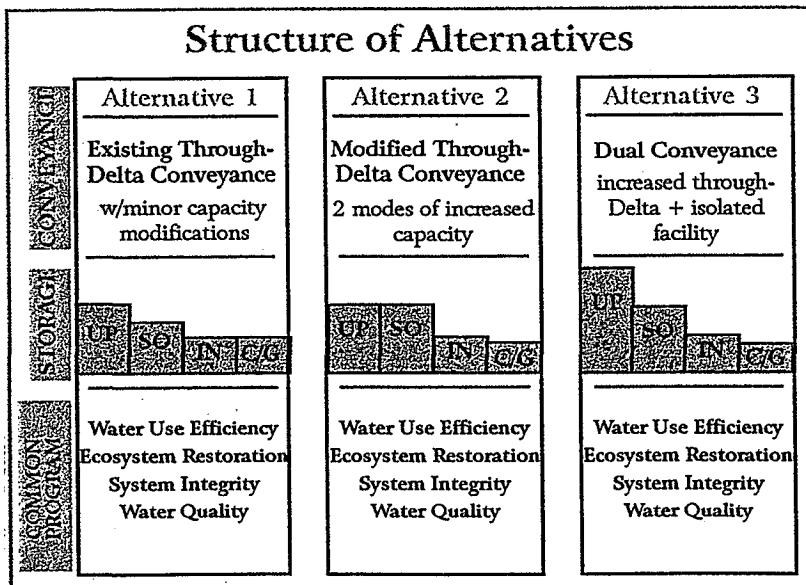 Structure of Alternatives
CONVEYANCE
STORAGE
COMMON
PROGRAM
Alternative 1
Existing Through-
Delta Conveyance
w/minor capacity
modifications
UP
SO
IN
C/G
Water Use Efficiency
Ecosystem Restoration
System Integrity
Water Quality
Alternative 2
Modified Through-
Delta Conveyance
2 modes of increased
capacity
UP
SO
IN
C/G
Water Use Efficiency
Ecosystem Restoration
System Integrity
Water Quality
Alternative 3
Dual Conveyance
increased through-
Delta + isolated
facility
UP
SO
IN
C/G
Water Use Efficiency
Ecosystem Restoration
System Integrity
Water Quality